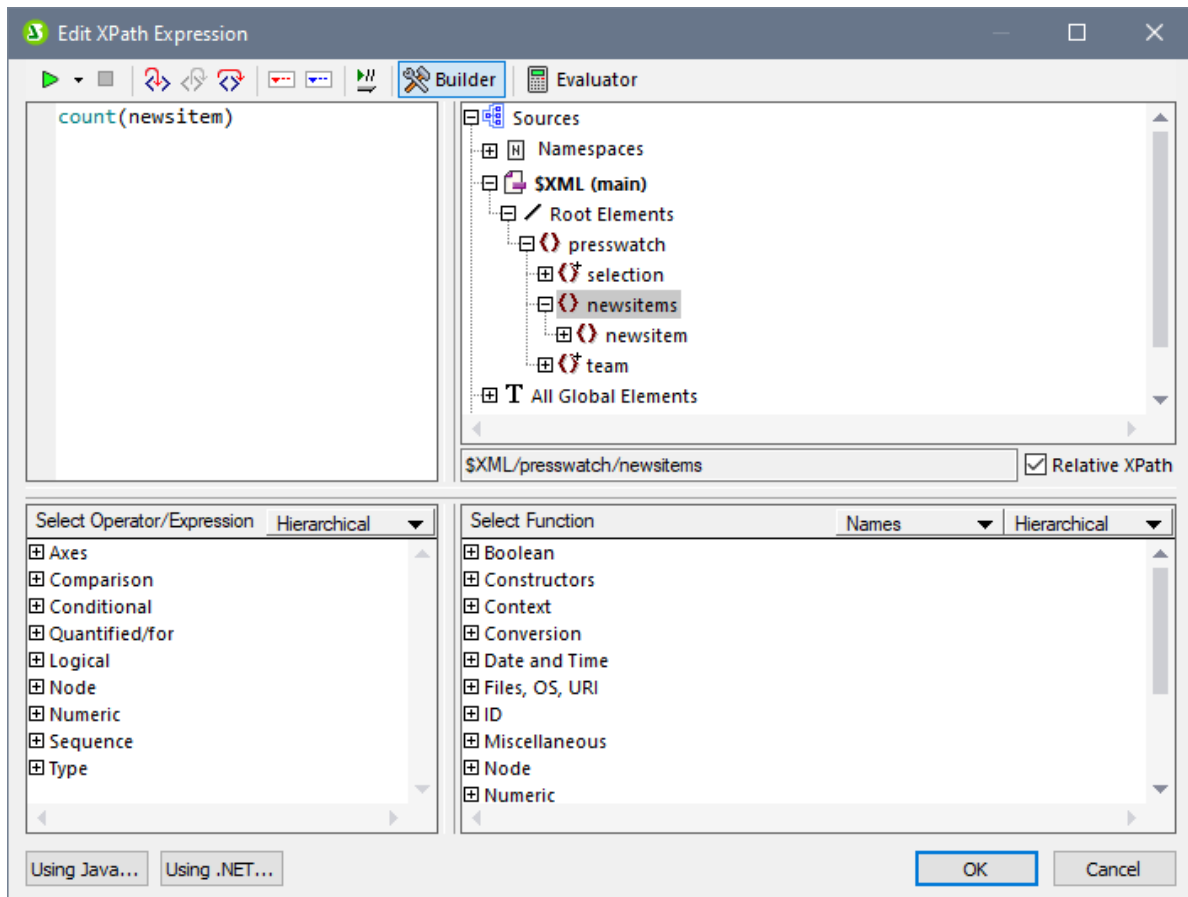 Edit XPath Expression
Builder Evaluator
count(newsitem)
Sources
Namespaces
$XML (main)
Root Elements
presswatch
selection
newsitems
newsitem
team
All Global Elements
$XML/presswatch/newsitems Relative XPath
Select Operator/Expression Hierarchical
Axes
Comparison
Conditional
Quantified/for
Logical
Node
Numeric
Sequence
Type
Select Function Names Hierarchical
Boolean
Constructors
Context
Conversion
Date and Time
Files, OS, URI
ID
Miscellaneous
Node
Numeric
Using Java... Using .NET... OK Cancel